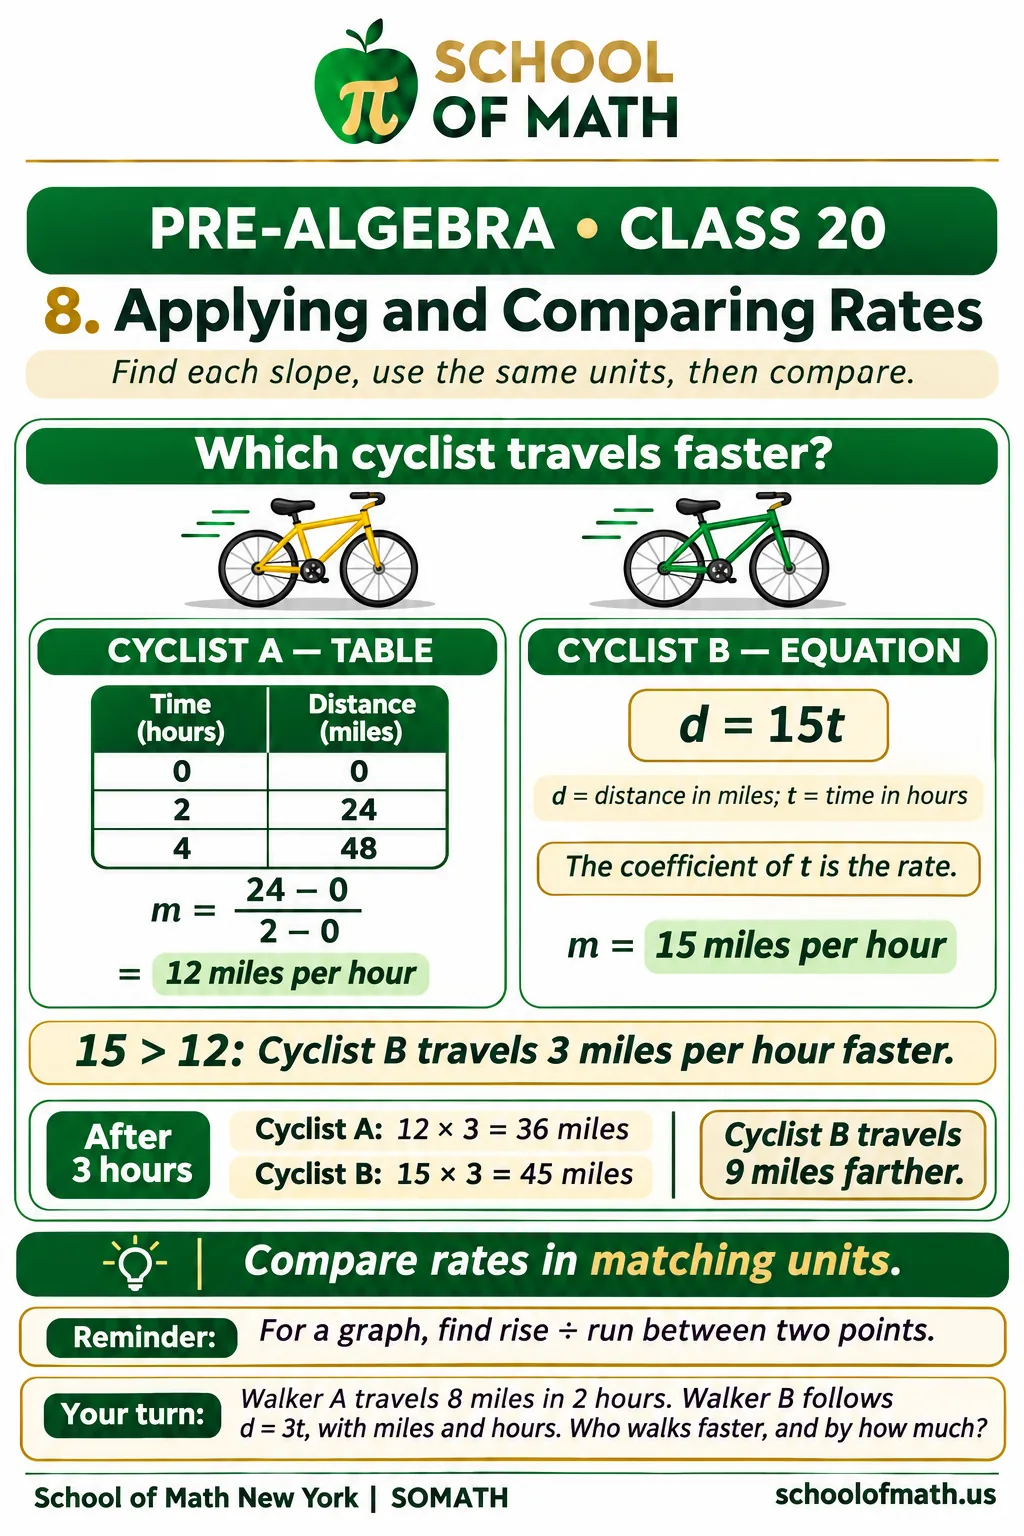 π
SCHOOL
OF MATH
PRE-ALGEBRA • CLASS 20
8. Applying and Comparing Rates
Find each slope, use the same units, then compare.
Which cyclist travels faster?
CYCLIST A — TABLE
Time (hours) Distance (miles)
0 0
2 24
4 48
m = 24 − 0 / 2 − 0
= 12 miles per hour
CYCLIST B — EQUATION
d = 15t
d = distance in miles; t = time in hours
The coefficient of t is the rate.
m = 15 miles per hour
15 > 12: Cyclist B travels 3 miles per hour faster.
After
3 hours
Cyclist A: 12 × 3 = 36 miles
Cyclist B: 15 × 3 = 45 miles
Cyclist B travels
9 miles farther.
Compare rates in matching units.
Reminder: For a graph, find rise ÷ run between two points.
Your turn: Walker A travels 8 miles in 2 hours. Walker B follows
d = 3t, with miles and hours. Who walks faster, and by how much?
School of Math New York | SOMATH
schoolofmath.us